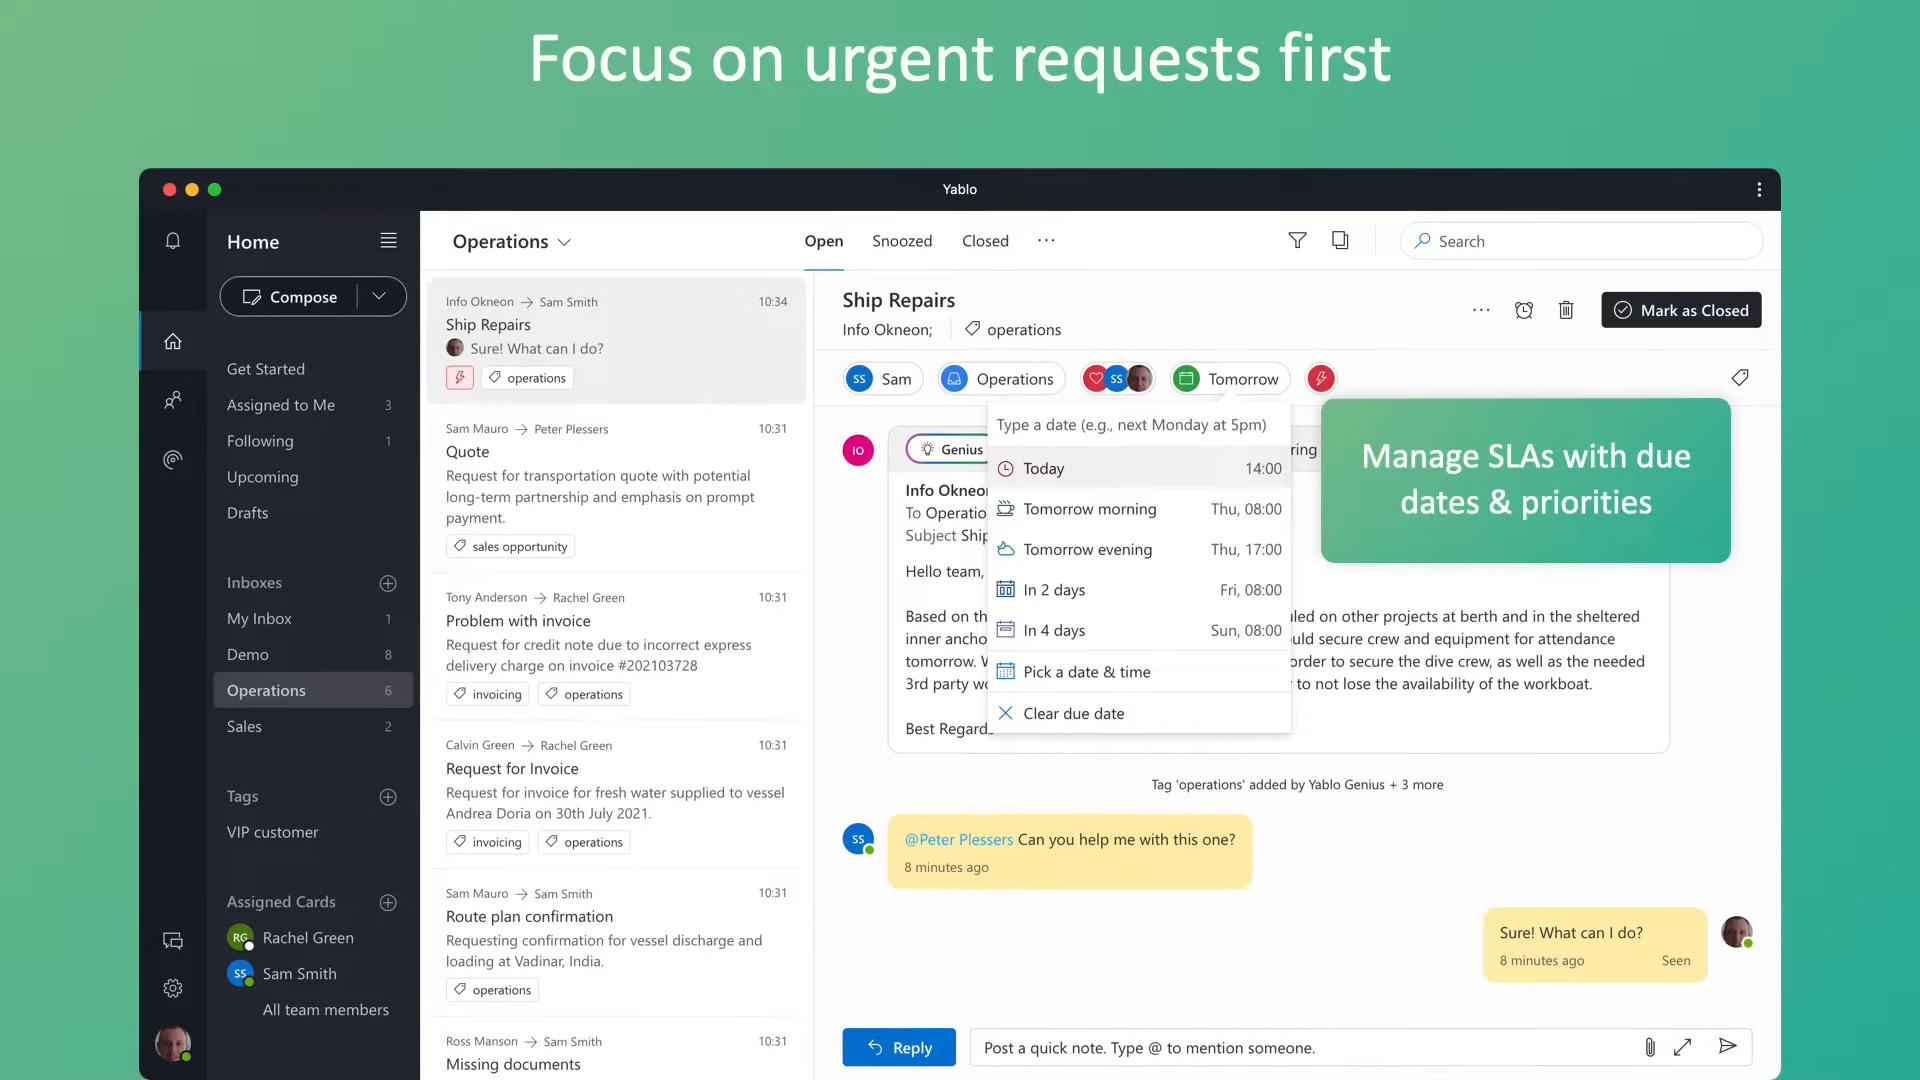 Focus on urgent requests first
Yablo
Home
Compose
Get Started
Assigned to Me 3
Following 1
Upcoming
Drafts
Inboxes
My Inbox 1
Demo 8
Operations 6
Sales 2
Tags
VIP customer
Assigned Cards
RG Rachel Green
SS Sam Smith
All team members
Operations
Open Snoozed Closed
Search
Info Okneon → Sam Smith 10:34
Ship Repairs
Sure! What can I do?
operations
Sam Mauro → Peter Plessers 10:31
Quote
Request for transportation quote with potential
long-term partnership and emphasis on prompt
payment.
sales opportunity
Tony Anderson → Rachel Green 10:31
Problem with invoice
Request for credit note due to incorrect express
delivery charge on invoice #202103728
invoicing operations
Calvin Green → Rachel Green 10:31
Request for Invoice
Request for invoice for fresh water supplied to vessel
Andrea Doria on 30th July 2021.
invoicing operations
Sam Mauro → Sam Smith 10:31
Route plan confirmation
Requesting confirmation for vessel discharge and
loading at Vadinar, India.
operations
Ross Manson → Sam Smith 10:31
Missing documents
Ship Repairs
Info Okneon; operations
Mark as Closed
SS Sam Operations SS Tomorrow
Type a date (e.g., next Monday at 5pm)
Today 14:00
Tomorrow morning Thu, 08:00
Tomorrow evening Thu, 17:00
In 2 days Fri, 08:00
In 4 days Sun, 08:00
Pick a date & time
Clear due date
Manage SLAs with due
dates & priorities
IO
Genius ring
Info Okneo
To Operatio
Subject Ship
Hello team,
Based on th led on other projects at berth and in the sheltered
inner ancho uld secure crew and equipment for attendance
tomorrow. W order to secure the dive crew, as well as the needed
3rd party wo to not lose the availability of the workboat.
Best Regards
Tag 'operations' added by Yablo Genius + 3 more
SS
@Peter Plessers Can you help me with this one?
8 minutes ago
Sure! What can I do?
8 minutes ago Seen
Reply
Post a quick note. Type @ to mention someone.